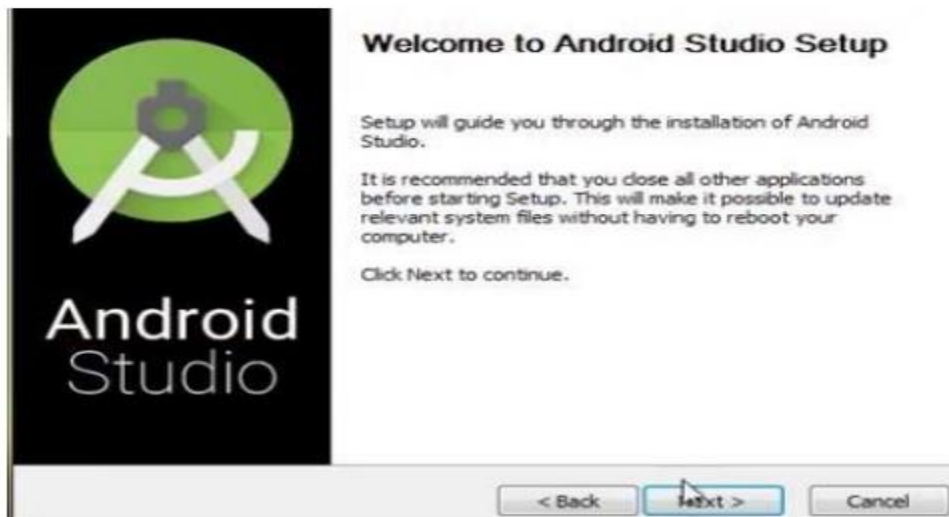 Welcome to Android Studio Setup
Setup will guide you through the installation of Android
Studio.
It is recommended that you close all other applications
before starting Setup. This will make it possible to update
relevant system files without having to reboot your
computer.
Click Next to continue.
Android
Studio
< Back
Next >
Cancel